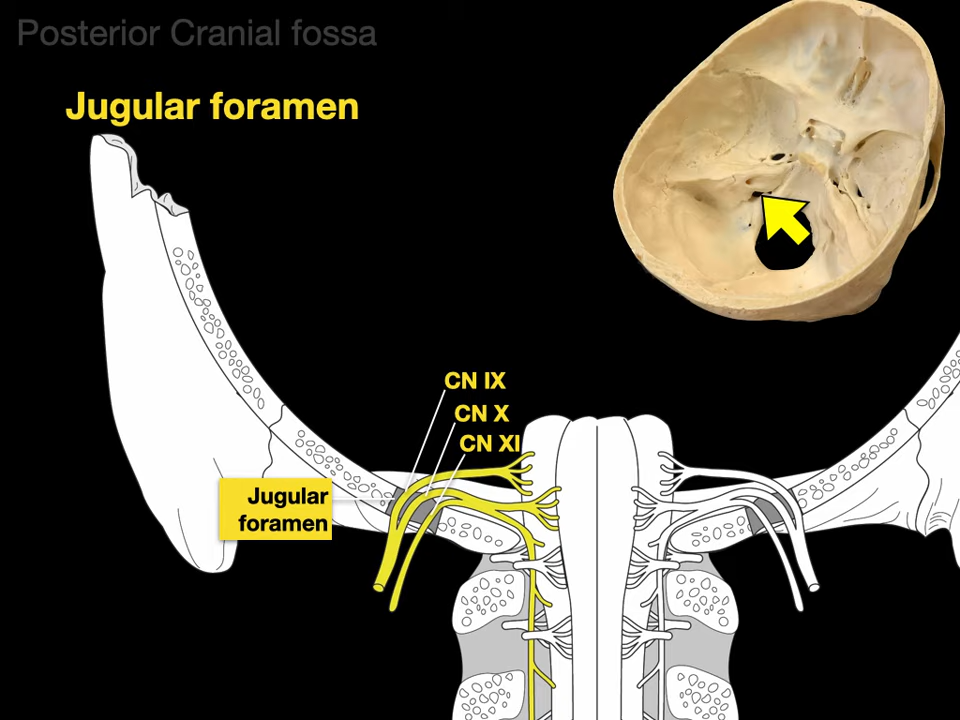 Posterior Cranial fossa
Jugular foramen
CN IX
CN X
CN XI
Jugular
foramen